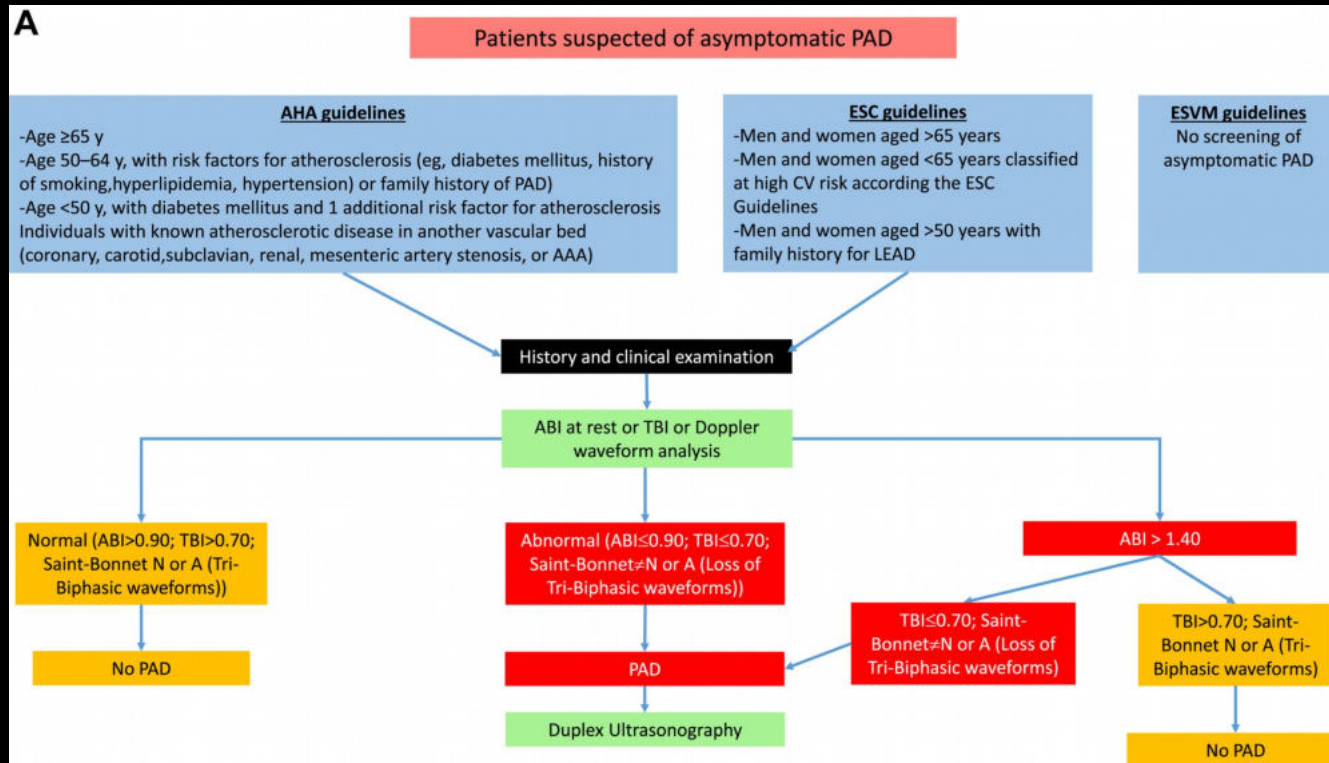 A
Patients suspected of asymptomatic PAD
AHA guidelines
-Age ≥65 y
-Age 50–64 y, with risk factors for atherosclerosis (eg, diabetes mellitus, history
of smoking,hyperlipidemia, hypertension) or family history of PAD)
-Age <50 y, with diabetes mellitus and 1 additional risk factor for atherosclerosis
Individuals with known atherosclerotic disease in another vascular bed
(coronary, carotid,subclavian, renal, mesenteric artery stenosis, or AAA)
ESC guidelines
-Men and women aged >65 years
-Men and women aged <65 years classified
at high CV risk according the ESC
Guidelines
-Men and women aged >50 years with
family history for LEAD
ESVM guidelines
No screening of
asymptomatic PAD
History and clinical examination
ABI at rest or TBI or Doppler
waveform analysis
Normal (ABI>0.90; TBI>0.70;
Saint-Bonnet N or A (Tri-
Biphasic waveforms))
Abnormal (ABI≤0.90; TBI≤0.70;
Saint-Bonnet≠N or A (Loss of
Tri-Biphasic waveforms))
ABI > 1.40
TBI≤0.70; Saint-
Bonnet≠N or A (Loss of
Tri-Biphasic waveforms)
TBI>0.70; Saint-
Bonnet N or A (Tri-
Biphasic waveforms)
No PAD
PAD
Duplex Ultrasonography
No PAD